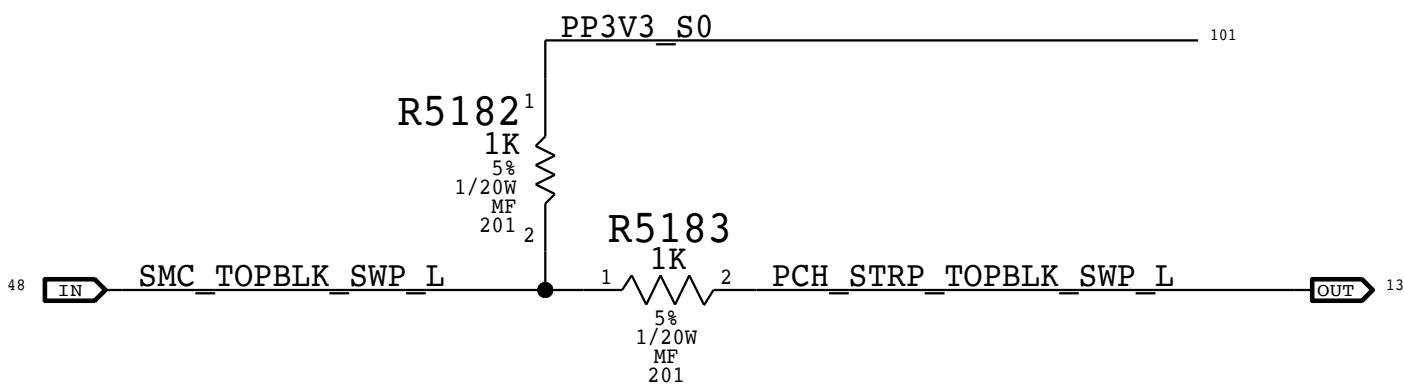 PP3V3_S0
101
R5182
1
1K
5%
1/20W
MF
201
2
R5183
1K
48
IN
SMC_TOPBLK_SWP_L
1
2
PCH_STRP_TOPBLK_SWP_L
OUT
13
5%
1/20W
MF
201